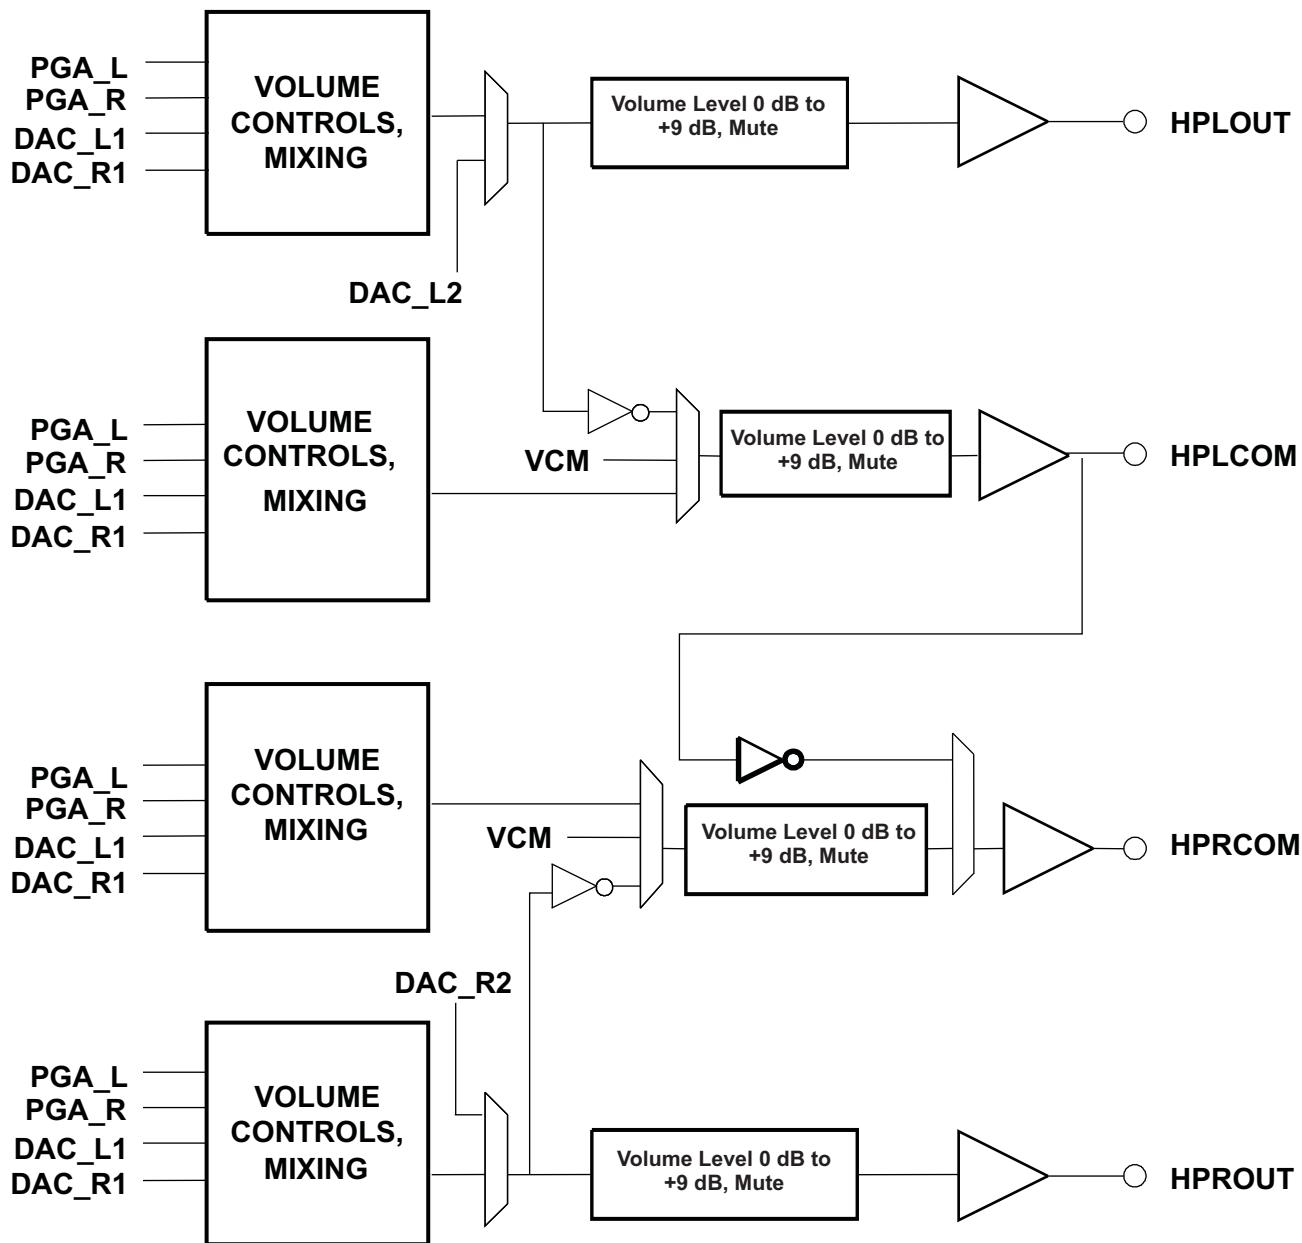 PGA_L
PGA_R
DAC_L1
DAC_R1
VOLUME
CONTROLS,
MIXING
DAC_L2
Volume Level 0 dB to
+9 dB, Mute
HPLOUT
PGA_L
PGA_R
DAC_L1
DAC_R1
VOLUME
CONTROLS,
MIXING
VCM
Volume Level 0 dB to
+9 dB, Mute
HPLCOM
PGA_L
PGA_R
DAC_L1
DAC_R1
VOLUME
CONTROLS,
MIXING
VCM
Volume Level 0 dB to
+9 dB, Mute
HPRCOM
DAC_R2
PGA_L
PGA_R
DAC_L1
DAC_R1
VOLUME
CONTROLS,
MIXING
Volume Level 0 dB to
+9 dB, Mute
HPROUT